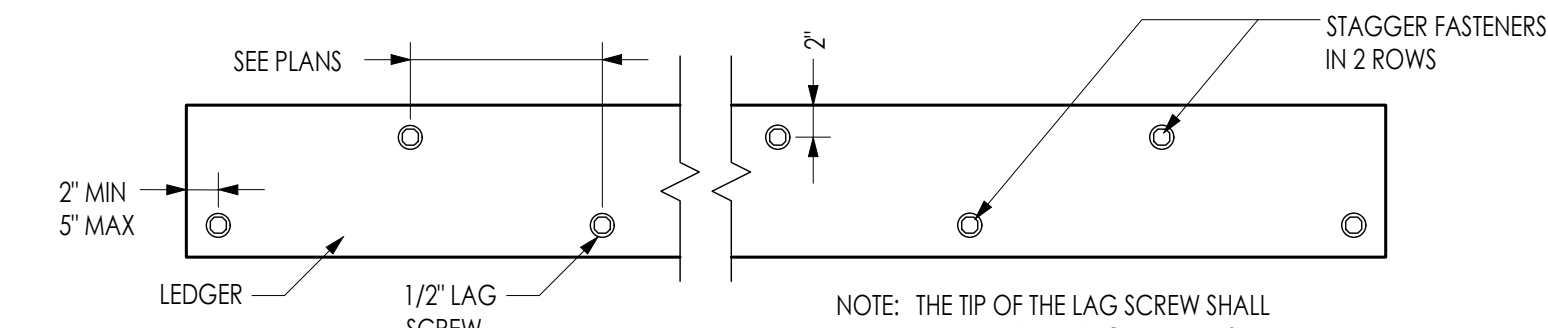 SEE PLANS
2"
STAGGER FASTENERS
IN 2 ROWS
2" MIN
5" MAX
LEDGER
1/2" LAG
SCREW
NOTE: THE TIP OF THE LAG SCREW SHALL